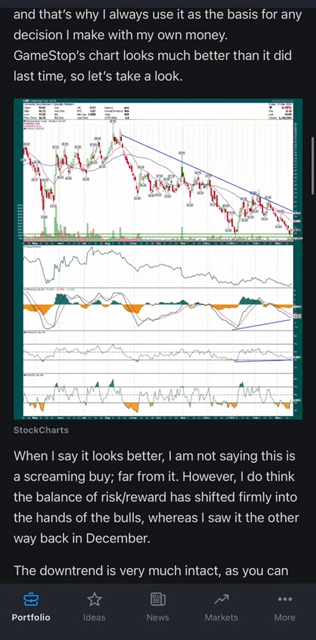 and that's why I always use it as the basis for any
decision I make with my own money.
GameStop's chart looks much better than it did
last time, so let's take a look.
StockCharts
When I say it looks better, I am not saying this is
a screaming buy; far from it. However, I do think
the balance of risk/reward has shifted firmly into
the hands of the bulls, whereas I saw it the other
way back in December.
The downtrend is very much intact, as you can
Portfolio
Ideas
News
Markets
More